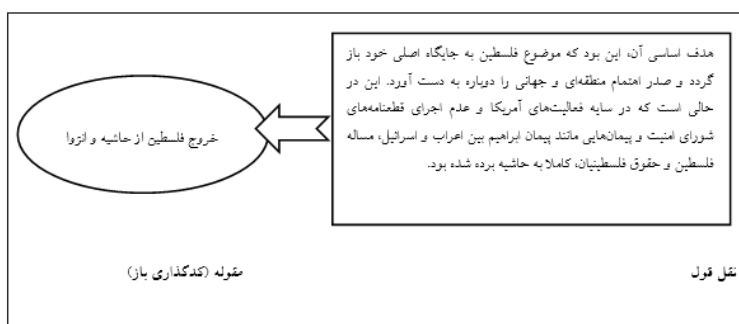 هدف اساسی آن، این بود که موضوع فلسطین به جایگاه اصلی خود باز
گردد و صدر اهتمام منطقه‌ای و جهانی را دوباره به دست آورد. این در
حالی است که در سایه فعالیت‌های آمریکا و عدم اجرای قطعنامه‌های
شورای امنیت و پیمان‌هایی مانند پیمان ابراهیم بین اعراب و اسرائیل، مساله
فلسطین و حقوق فلسطینیان، کاملا به حاشیه برده شده بود.
خروج فلسطین از حاشیه و انزوا
نقل قول
مقوله (کدگذاری باز)